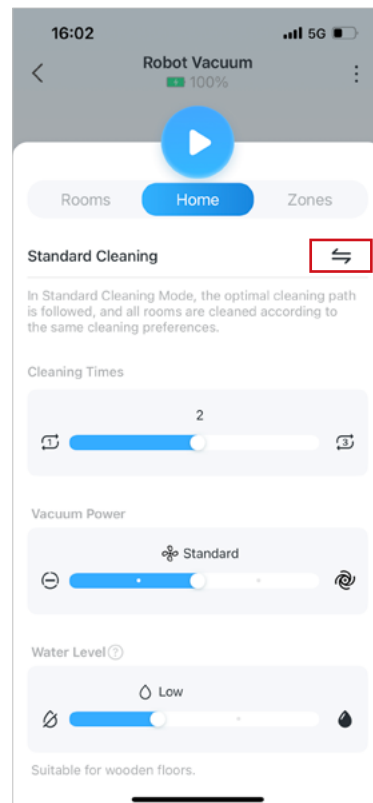 16:02
5G
Robot Vacuum
100%
Rooms
Home
Zones
Standard Cleaning
In Standard Cleaning Mode, the optimal cleaning path
is followed, and all rooms are cleaned according to
the same cleaning preferences.
Cleaning Times
2
1
3
Vacuum Power
Standard
Water Level ?
Low
Suitable for wooden floors.